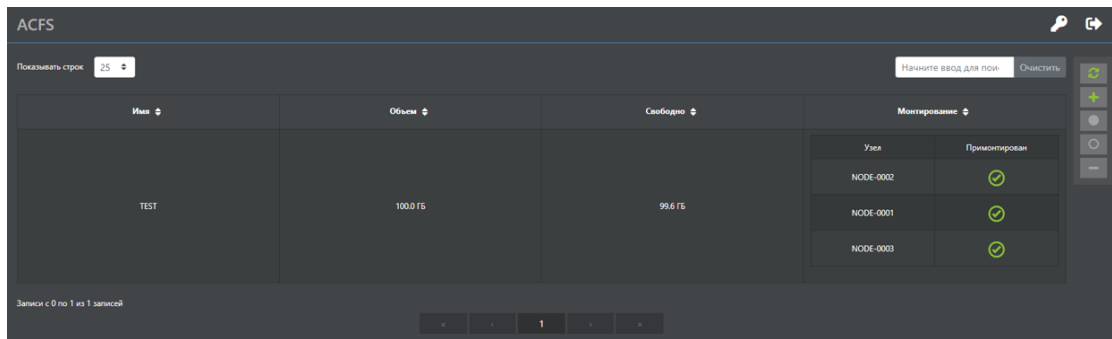 ACFS
Показывать строк 25
Начните ввод для пои Очистить
Имя Объем Свободно Монтирование
Узел Примонтирован
NODE-0002
TEST 100.0 ГБ 99.6 ГБ NODE-0001
NODE-0003
Записи с 0 по 1 из 1 записей
« ‹ 1 › »